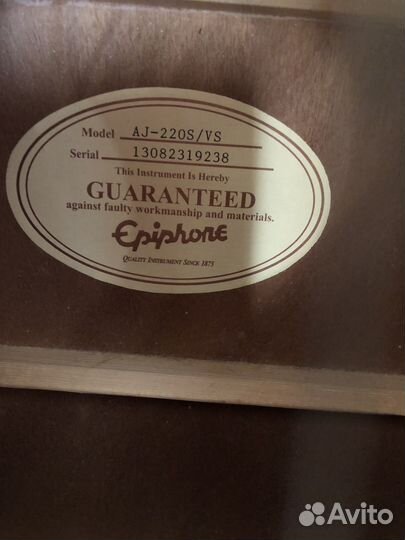 Model AJ-220S/VS
Serial 13082319238
This Instrument Is Hereby
GUARANTEED
against faulty workmanship and materials.
Epiphone
QUALITY INSTRUMENT SINCE 1873
Avito